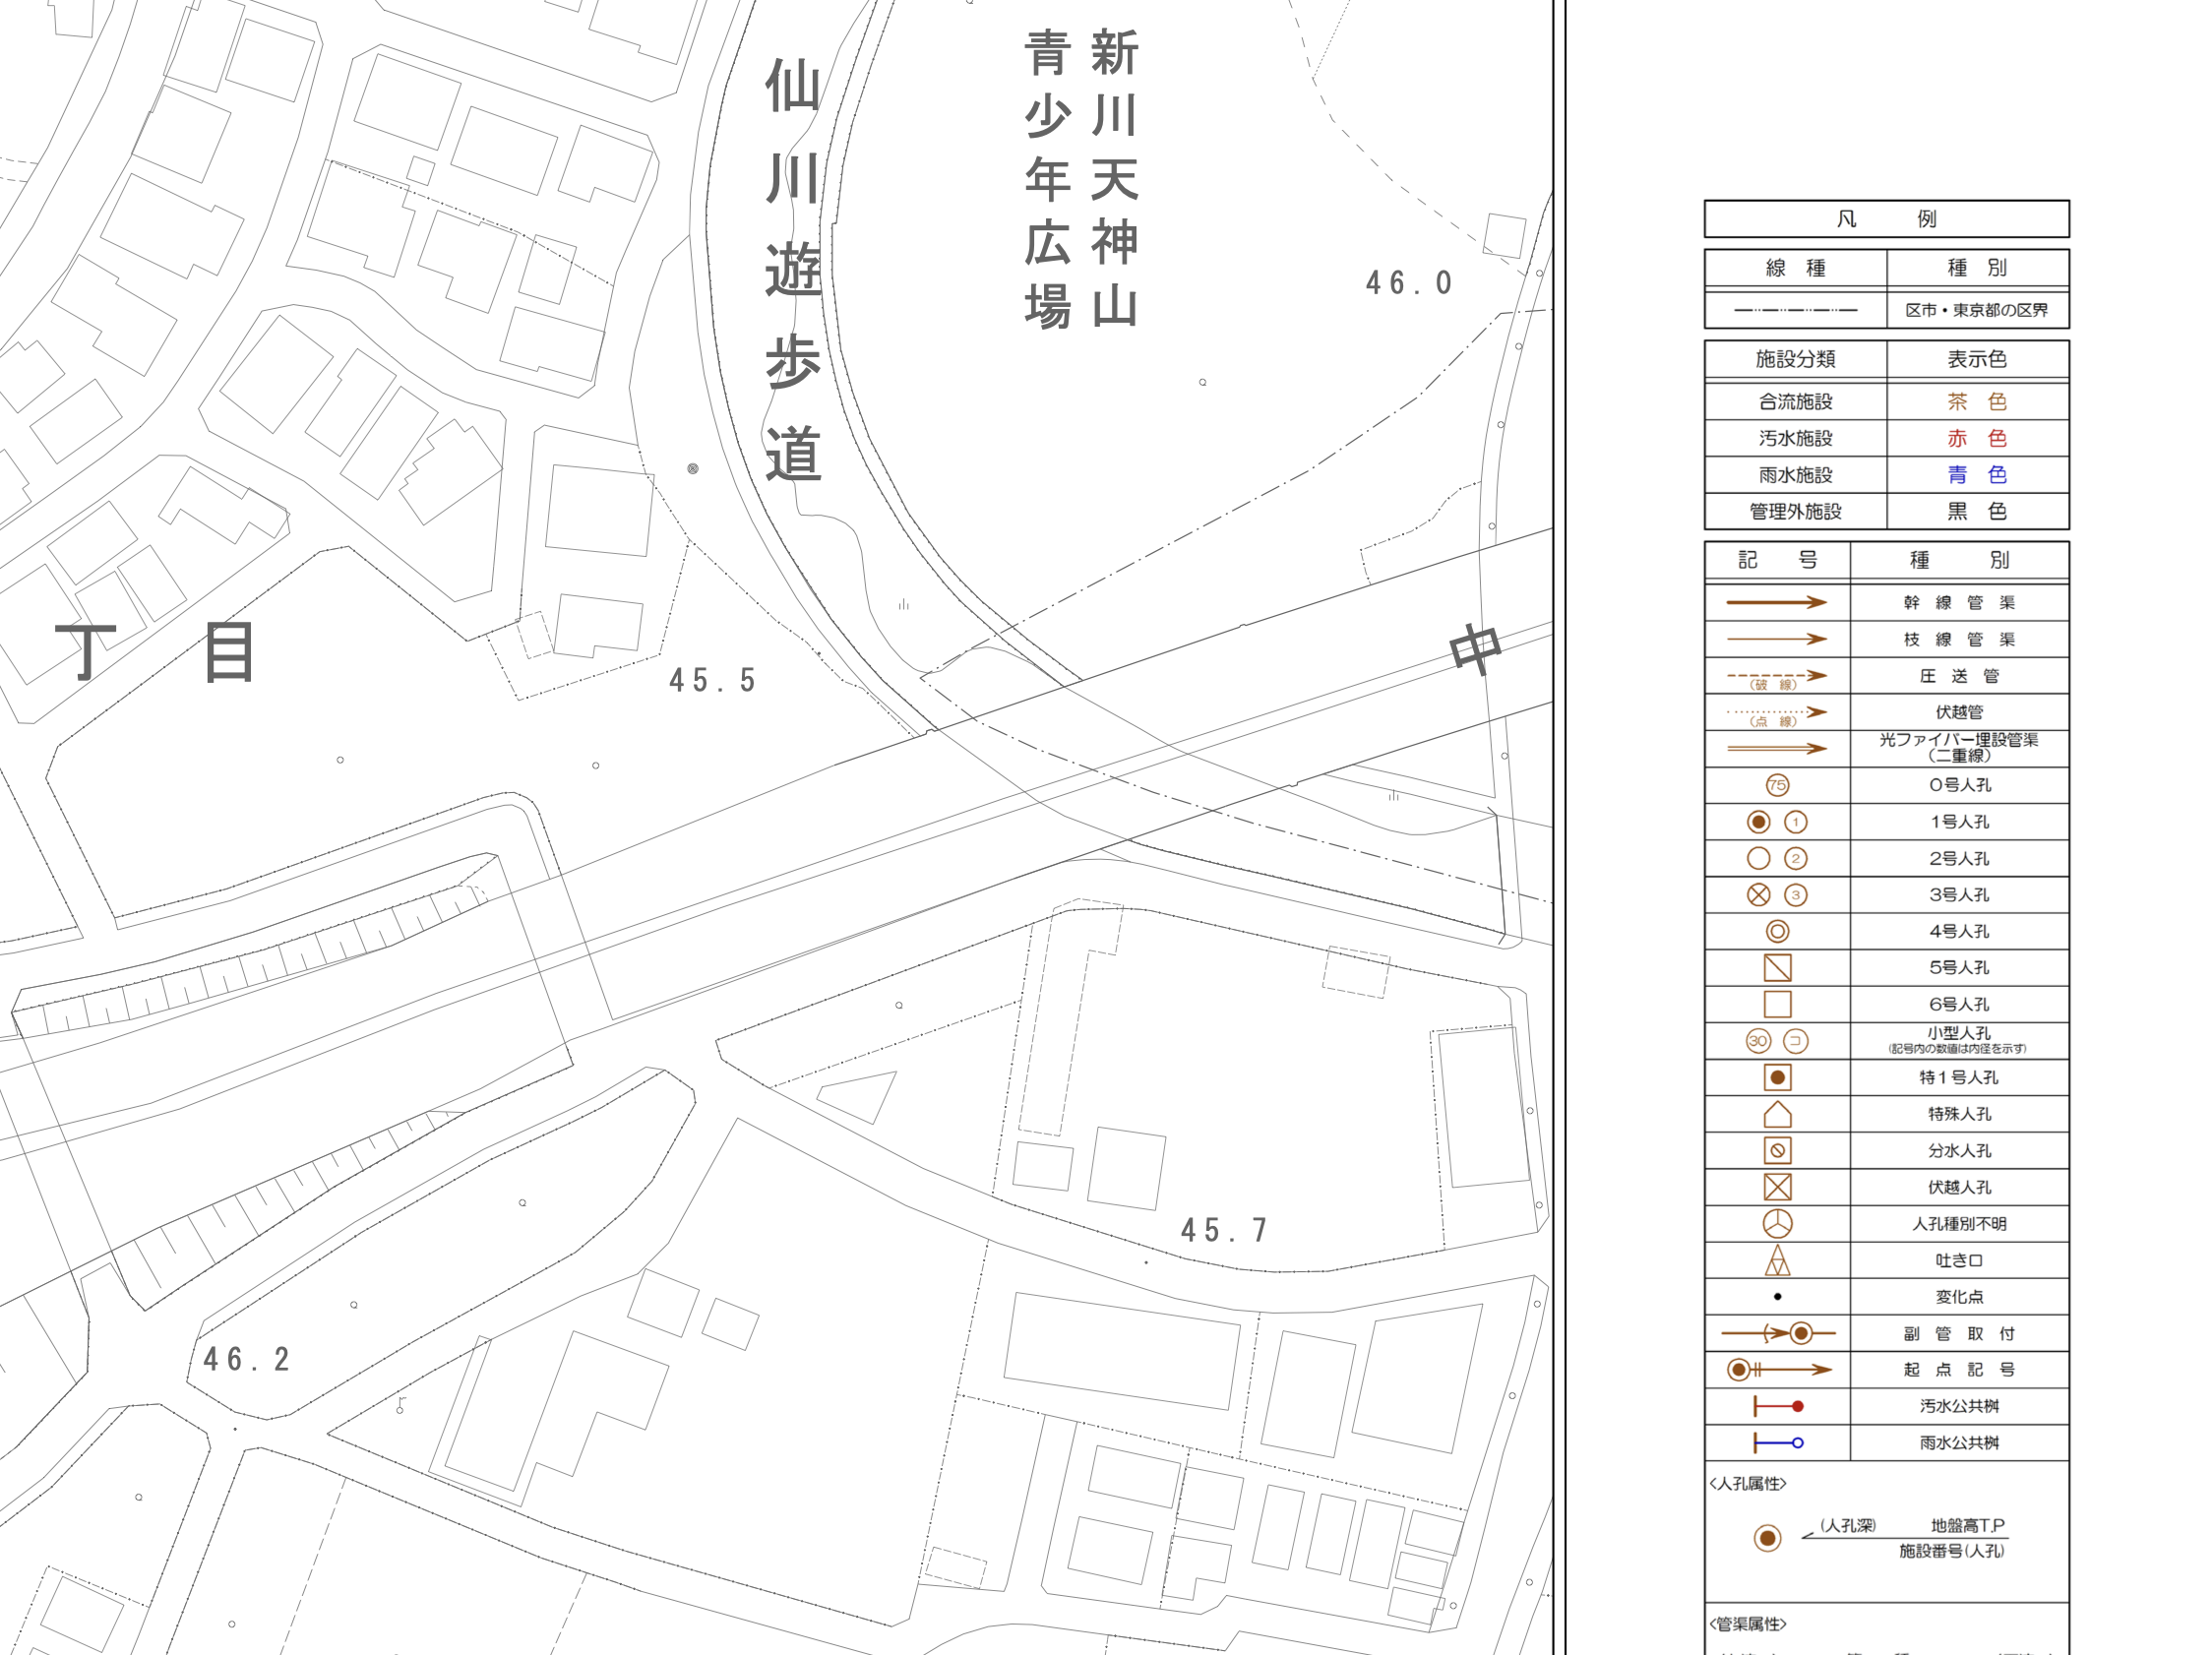 仙川遊歩道
新川天神山
青少年広場
46.0
45.5
丁目
中
45.7
46.2
凡 例
線 種 種 別
区市・東京都の区界
施設分類 表示色
合流施設 茶 色
汚水施設 赤 色
雨水施設 青 色
管理外施設 黒 色
記 号 種 別
幹 線 管 渠
枝 線 管 渠
(破 線) 圧 送 管
(点 線) 伏越管
光ファイバー埋設管渠
(二重線)
75 0号人孔
1 1号人孔
2 2号人孔
3 3号人孔
4号人孔
5号人孔
6号人孔
30 コ 小型人孔
(記号内の数値は内径を示す)
特1号人孔
特殊人孔
分水人孔
伏越人孔
人孔種別不明
吐き口
変化点
副 管 取 付
起 点 記 号
汚水公共桝
雨水公共桝
<人孔属性>
(人孔深) 地盤高T.P
施設番号(人孔)
<管渠属性>